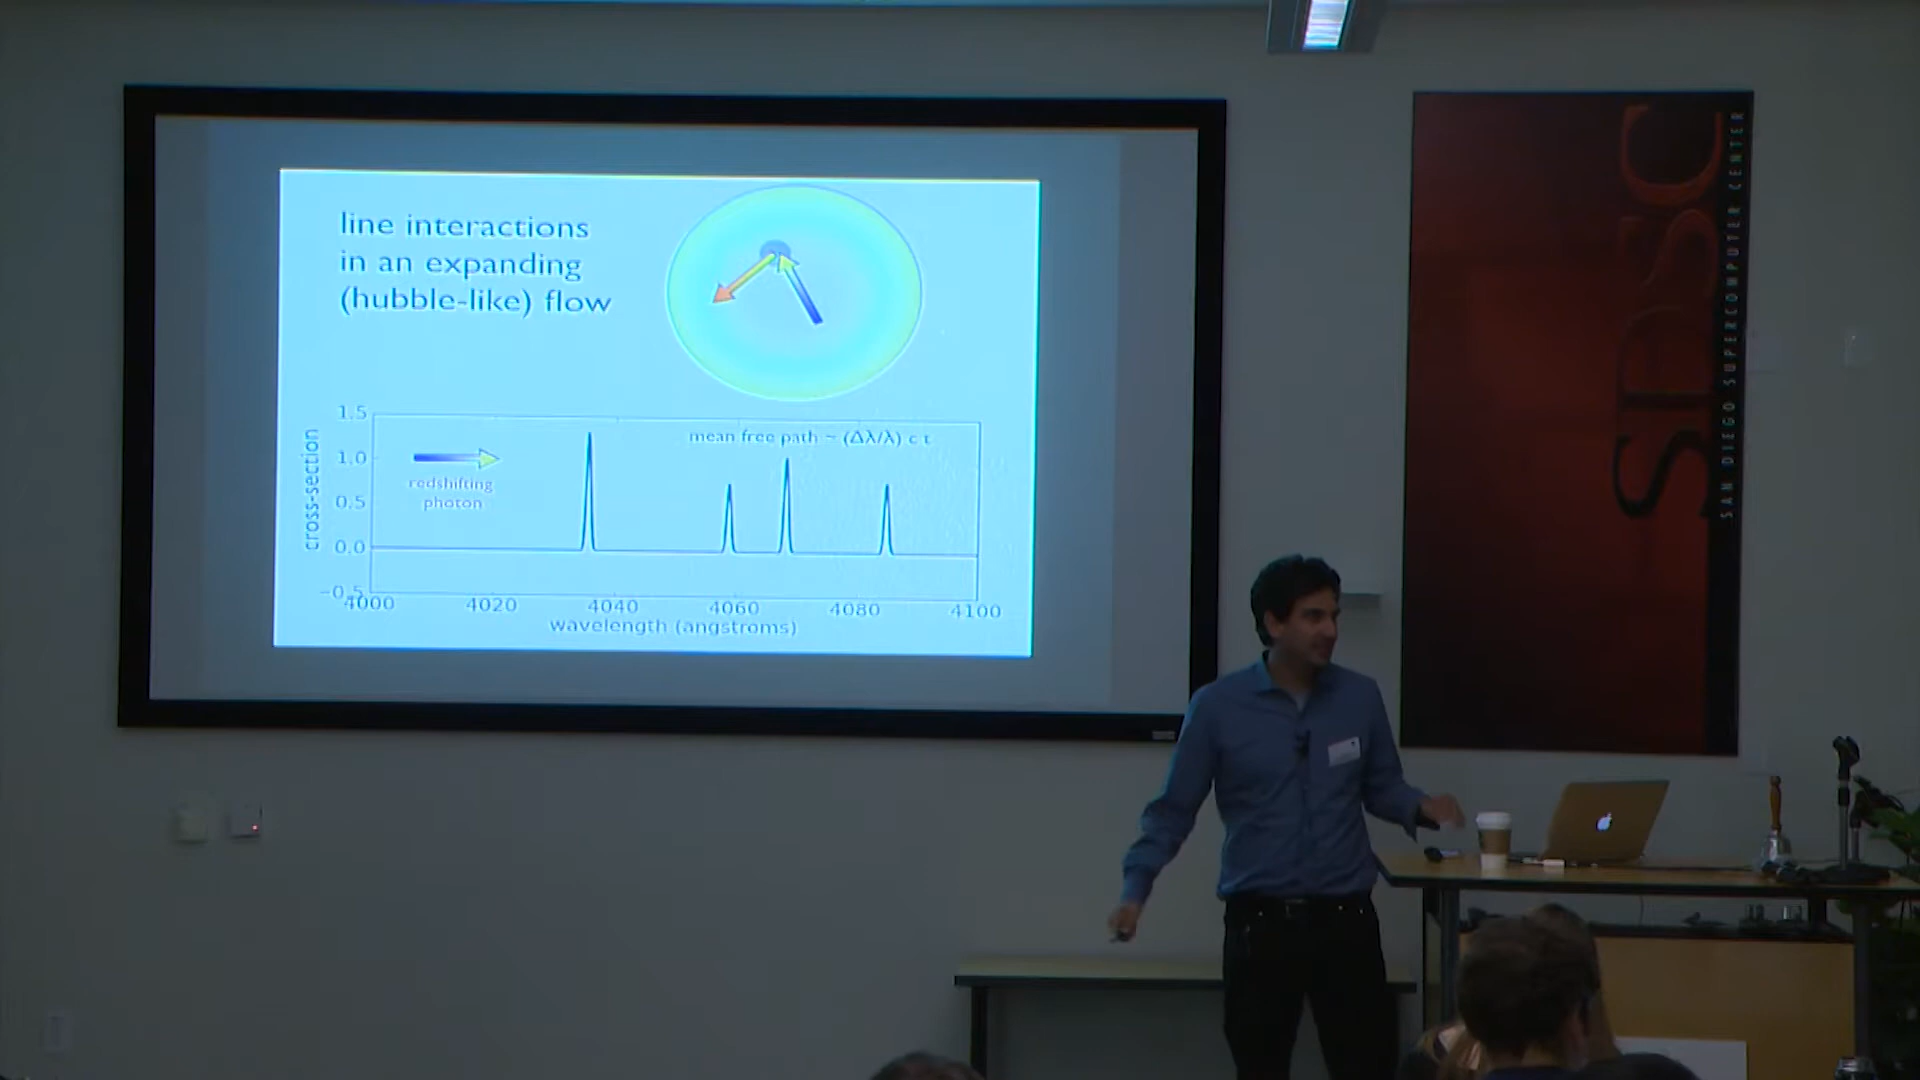 line interactions
in an expanding
(hubble-like) flow
1.5
1.0
0.5
0.0
−0.5
cross-section
mean free path ~ (Δλ/λ) c t
redshifting
photon
4000 4020 4040 4060 4080 4100
wavelength (angstroms)
SDSC
SAN DIEGO SUPERCOMPUTER CENTER